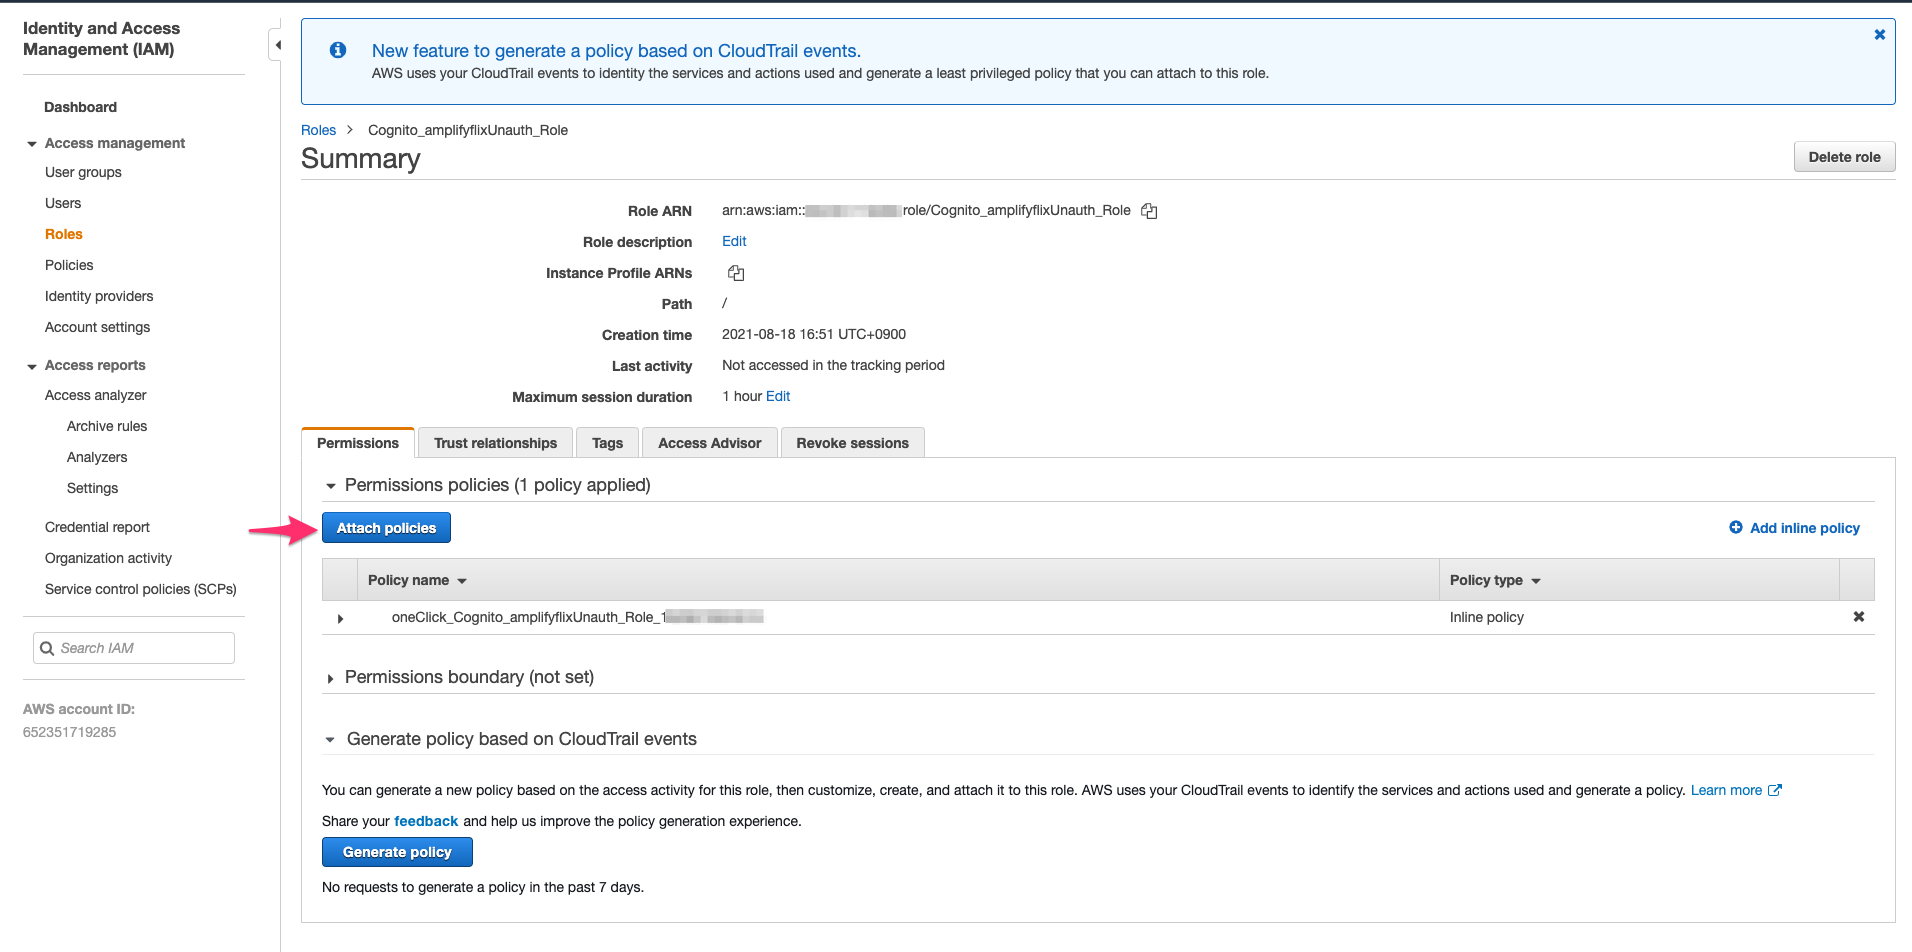 Identity and Access
Management (IAM)
Dashboard
Access management
User groups
Users
Roles
Policies
Identity providers
Account settings
Access reports
Access analyzer
Archive rules
Analyzers
Settings
Credential report
Organization activity
Service control policies (SCPs)
Search IAM
AWS account ID:
652351719285
New feature to generate a policy based on CloudTrail events.
AWS uses your CloudTrail events to identity the services and actions used and generate a least privileged policy that you can attach to this role.
Roles > Cognito_amplifyflixUnauth_Role
Summary
Delete role
Role ARN arn:aws:iam:: role/Cognito_amplifyflixUnauth_Role
Role description Edit
Instance Profile ARNs
Path /
Creation time 2021-08-18 16:51 UTC+0900
Last activity Not accessed in the tracking period
Maximum session duration 1 hour Edit
Permissions Trust relationships Tags Access Advisor Revoke sessions
Permissions policies (1 policy applied)
Attach policies Add inline policy
Policy name Policy type
oneClick_Cognito_amplifyflixUnauth_Role_1 Inline policy
Permissions boundary (not set)
Generate policy based on CloudTrail events
You can generate a new policy based on the access activity for this role, then customize, create, and attach it to this role. AWS uses your CloudTrail events to identify the services and actions used and generate a policy. Learn more
Share your feedback and help us improve the policy generation experience.
Generate policy
No requests to generate a policy in the past 7 days.